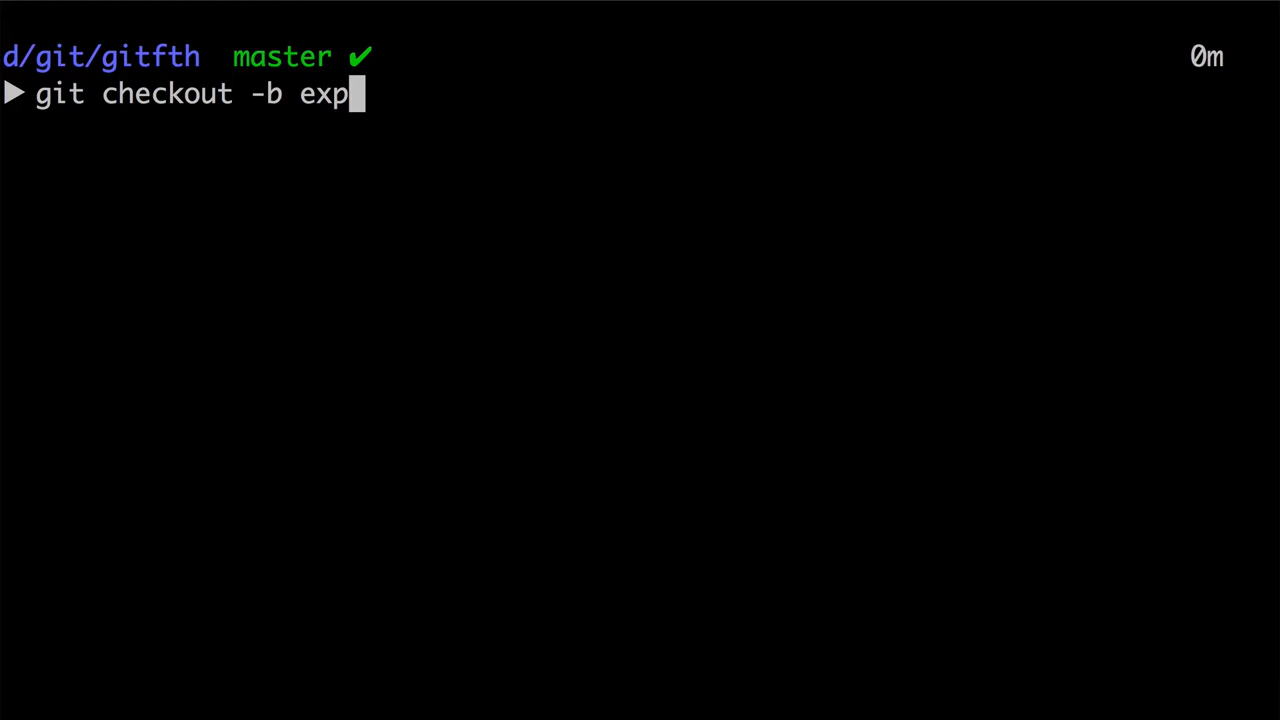 d/git/gitfth master ✔ 0m
▶ git checkout -b exp